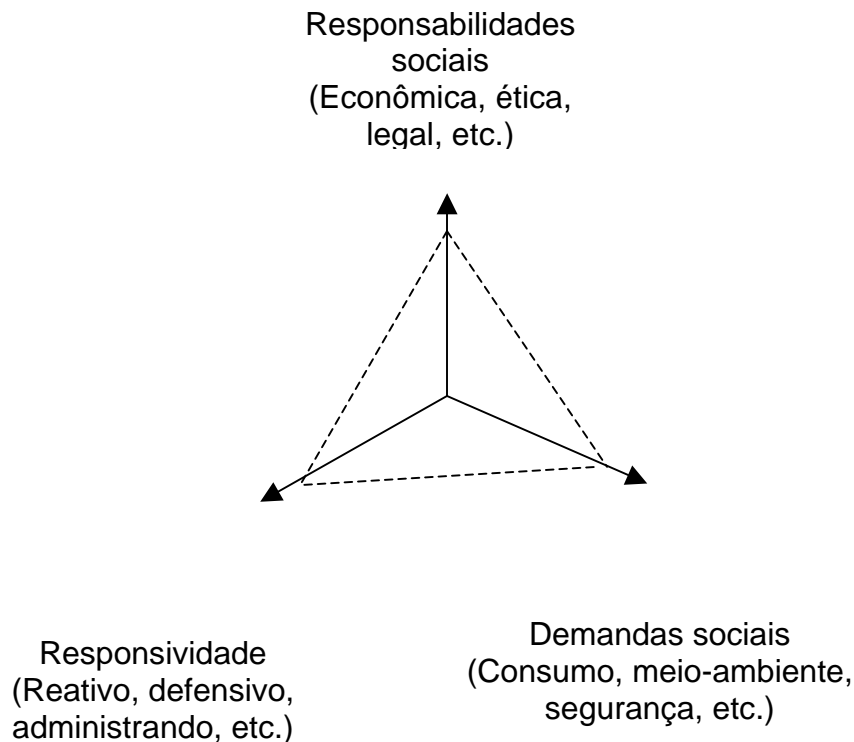 Responsabilidades
sociais
(Econômica, ética,
legal, etc.)
Responsividade
(Reativo, defensivo,
administrando, etc.)
Demandas sociais
(Consumo, meio-ambiente,
segurança, etc.)